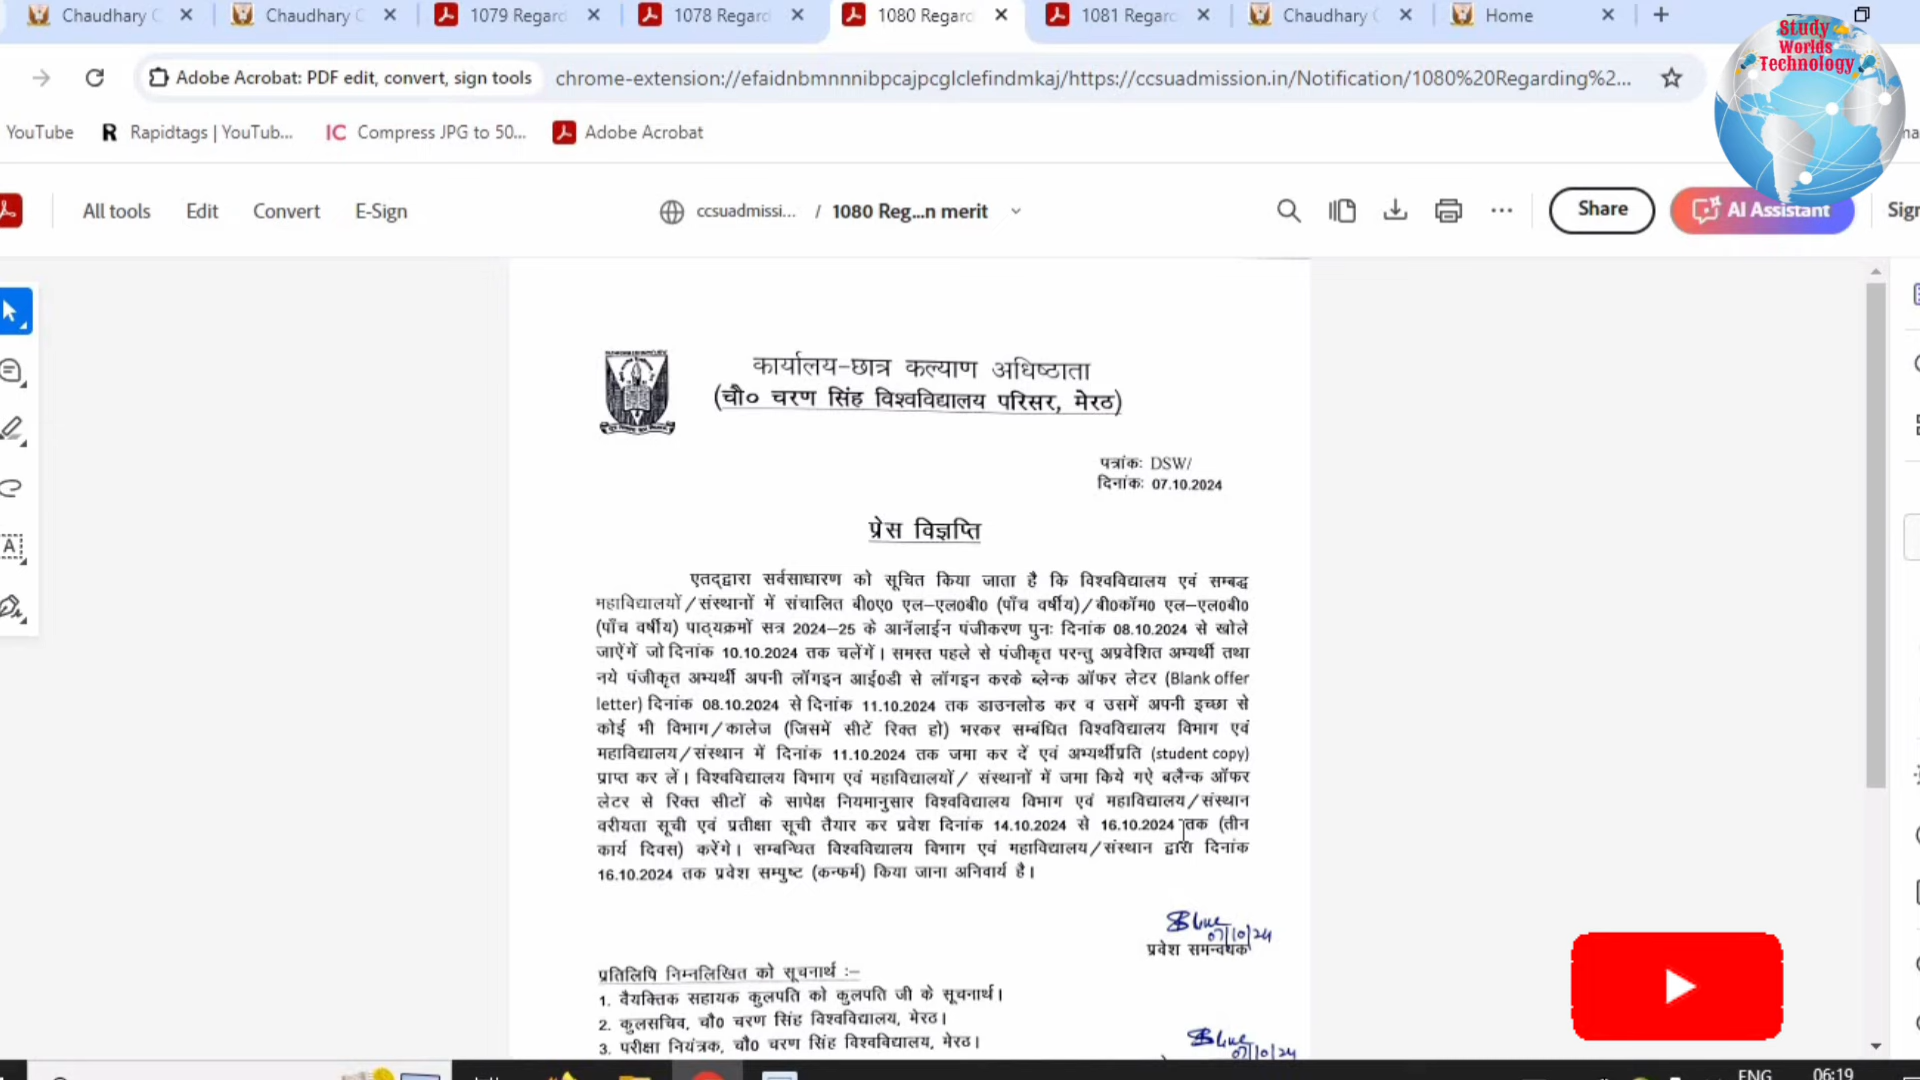 Chaudhary C
Chaudhary C
1079 Regard
1078 Regard
1080 Regard
1081 Regard
Chaudhary C
Home
Study
Worlds
Technology
Adobe Acrobat: PDF edit, convert, sign tools
chrome-extension://efaidnbmnnnibpcajpcglclefindmkaj/https://ccsuadmission.in/Notification/1080%20Regarding%2...
YouTube
Rapidtags | YouTub...
IC Compress JPG to 50...
Adobe Acrobat
All tools
Edit
Convert
E-Sign
ccsuadmissi... / 1080 Reg...n merit
Share
AI Assistant
Sign
कार्यालय-छात्र कल्याण अधिष्ठाता
(चौ० चरण सिंह विश्वविद्यालय परिसर, मेरठ)
पत्रांक: DSW/
दिनांक: 07.10.2024
प्रेस विज्ञप्ति
एतद्द्वारा सर्वसाधारण को सूचित किया जाता है कि विश्वविद्यालय एवं सम्बद्ध
महाविद्यालयों/संस्थानों में संचालित बी०ए० एल-एल०बी० (पाँच वर्षीय)/बी०कॉम० एल-एल०बी०
(पाँच वर्षीय) पाठ्यक्रमों सत्र 2024-25 के आनॅलाईन पंजीकरण पुनः दिनांक 08.10.2024 से खोले
जाऐंगें जो दिनांक 10.10.2024 तक चलेंगें। समस्त पहले से पंजीकृत परन्तु अप्रवेशित अभ्यर्थी तथा
नये पंजीकृत अभ्यर्थी अपनी लॉगइन आई०डी से लॉगइन करके ब्लेन्क ऑफर लेटर (Blank offer
letter) दिनांक 08.10.2024 से दिनांक 11.10.2024 तक डाउनलोड कर व उसमें अपनी इच्छा से
कोई भी विभाग/कालेज (जिसमें सीटें रिक्त हो) भरकर सम्बंधित विश्वविद्यालय विभाग एवं
महाविद्यालय/संस्थान में दिनांक 11.10.2024 तक जमा कर दें एवं अभ्यर्थीप्रति (student copy)
प्राप्त कर लें। विश्वविद्यालय विभाग एवं महाविद्यालयों/ संस्थानों में जमा किये गऐ बलैन्क ऑफर
लेटर से रिक्त सीटों के सापेक्ष नियमानुसार विश्वविद्यालय विभाग एवं महाविद्यालय/संस्थान
वरीयता सूची एवं प्रतीक्षा सूची तैयार कर प्रवेश दिनांक 14.10.2024 से 16.10.2024 तक (तीन
कार्य दिवस) करेंगे। सम्बन्धित विश्वविद्यालय विभाग एवं महाविद्यालय/संस्थान द्वारा दिनांक
16.10.2024 तक प्रवेश सम्पुष्ट (कन्फर्म) किया जाना अनिवार्य है।
07/10/24
प्रवेश समन्वयक
प्रतिलिपि निम्नलिखित को सूचनार्थ :-
1. वैयक्तिक सहायक कुलपति को कुलपति जी के सूचनार्थ।
2. कुलसचिव, चौ० चरण सिंह विश्वविद्यालय, मेरठ।
3. परीक्षा नियंत्रक, चौ० चरण सिंह विश्वविद्यालय, मेरठ।
07/10/24
ENG
06:19